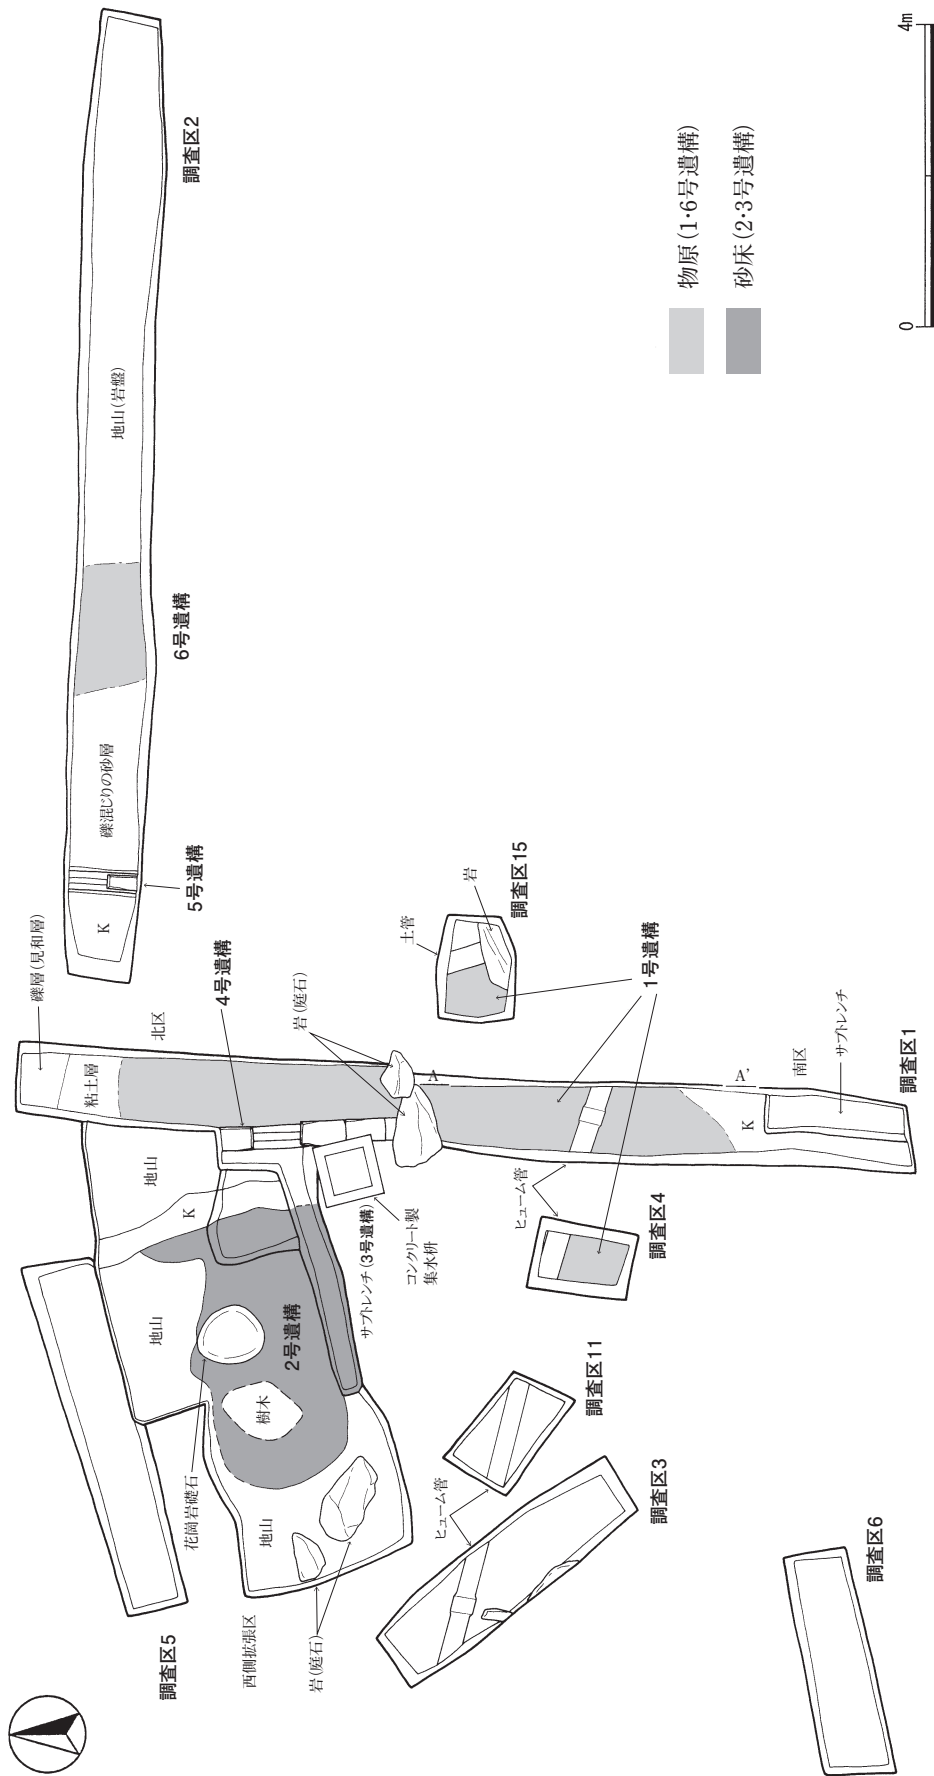 調査区5
西側拡張区
岩（庭石）
花崗岩礎石
地山
樹木
2号遺構
地山
K
地山
サブトレンチ（3号遺構）
コンクリート製
集水枡
礫層（見和層）
粘土層
北区
4号遺構
岩（庭石）
A
A'
K
南区
サブトレンチ
調査区1
K
5号遺構
礫混じりの砂層
6号遺構
地山（岩盤）
調査区2
土管
岩
調査区15
1号遺構
ヒューム管
調査区4
調査区11
ヒューム管
調査区3
調査区6
物原（1・6号遺構）
砂床（2・3号遺構）
0
4m